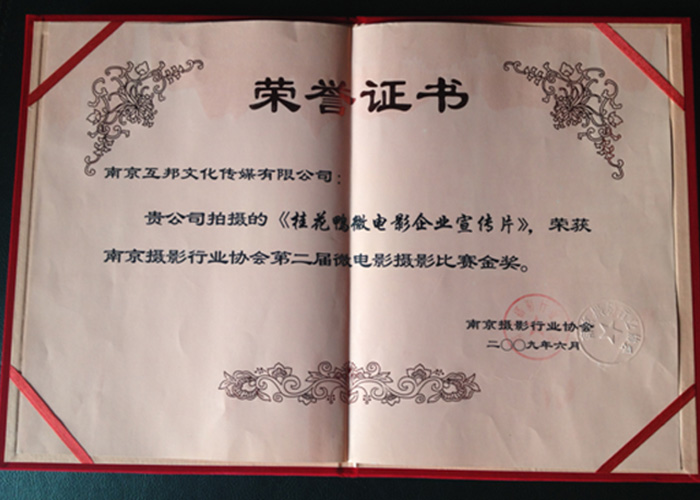 荣誉证书
南京互邦文化传媒有限公司：
贵公司拍摄的《桂花鸭微电影企业宣传片》，荣获
南京摄影行业协会第二届微电影摄影比赛金奖。
南京摄影行业协会
二〇〇九年六月